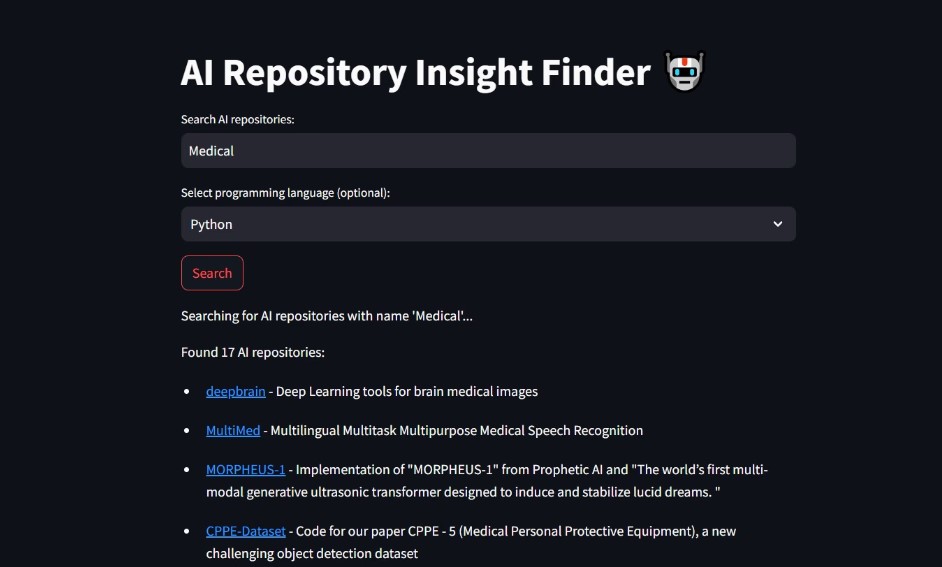 AI Repository Insight Finder
Search AI repositories:
Medical
Select programming language (optional):
Python
Search
Searching for AI repositories with name 'Medical'...
Found 17 AI repositories:
deepbrain - Deep Learning tools for brain medical images
MultiMed - Multilingual Multitask Multipurpose Medical Speech Recognition
MORPHEUS-1 - Implementation of "MORPHEUS-1" from Prophetic AI and "The world’s first multi-
modal generative ultrasonic transformer designed to induce and stabilize lucid dreams. "
CPPE-Dataset - Code for our paper CPPE - 5 (Medical Personal Protective Equipment), a new
challenging object detection dataset